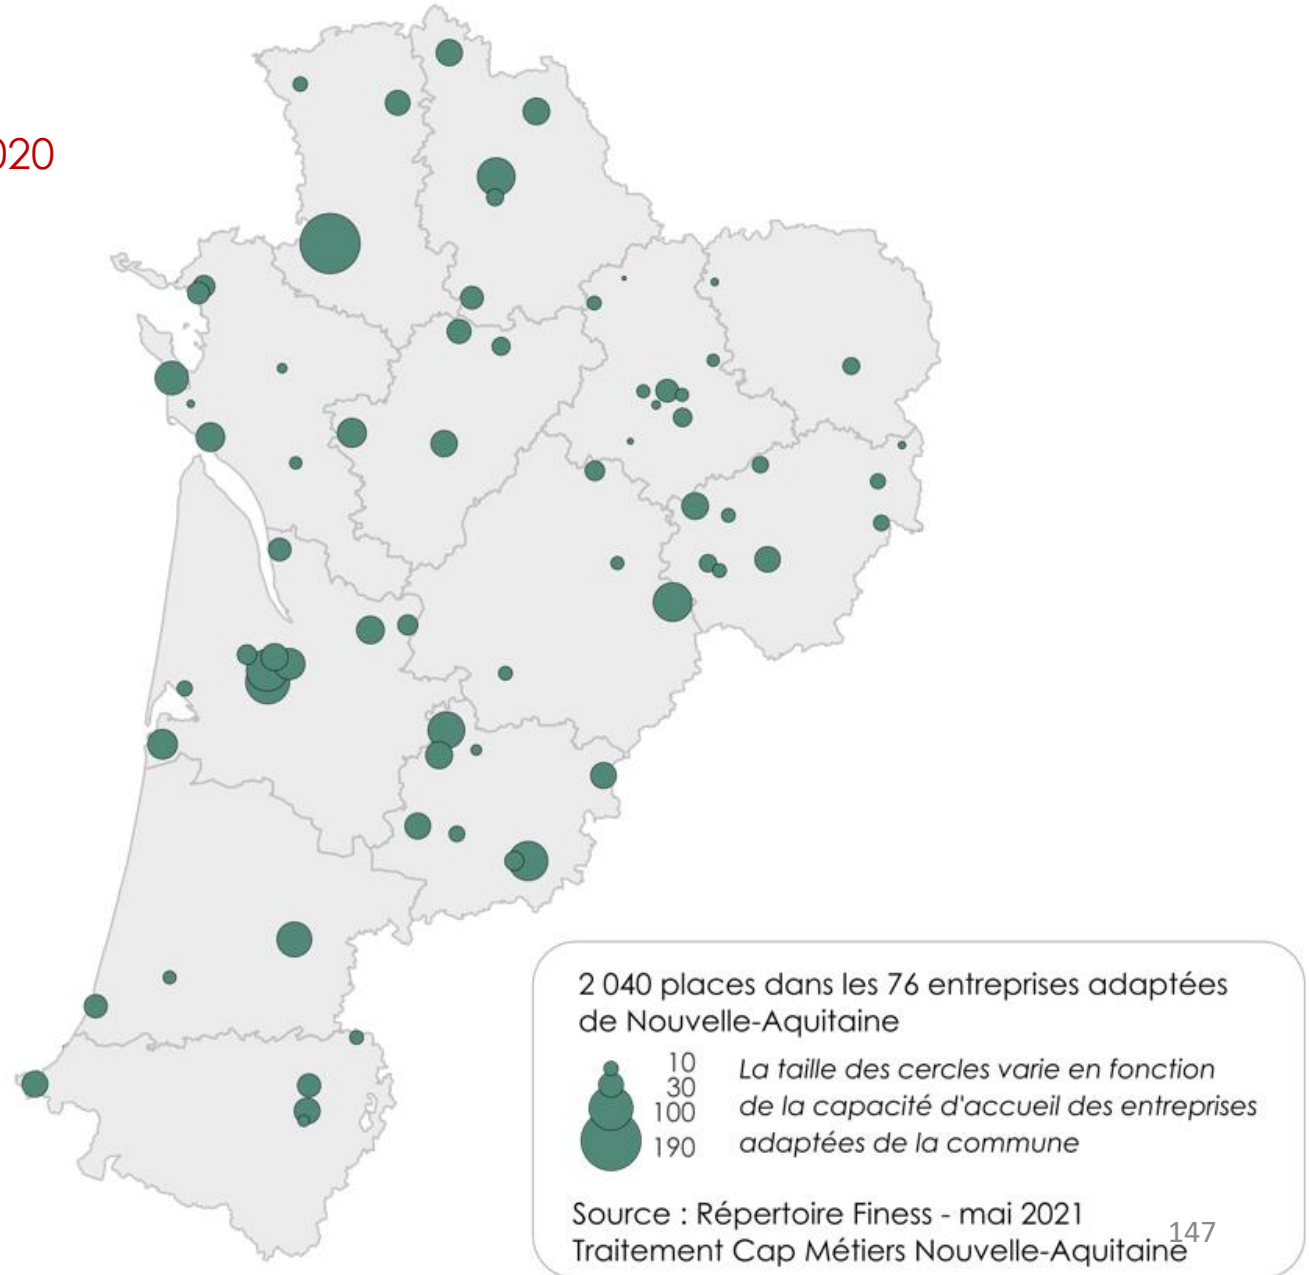 020
2 040 places dans les 76 entreprises adaptées
de Nouvelle-Aquitaine
10
30
100
190
La taille des cercles varie en fonction
de la capacité d'accueil des entreprises
adaptées de la commune
Source : Répertoire Finess - mai 2021
Traitement Cap Métiers Nouvelle-Aquitaine
147